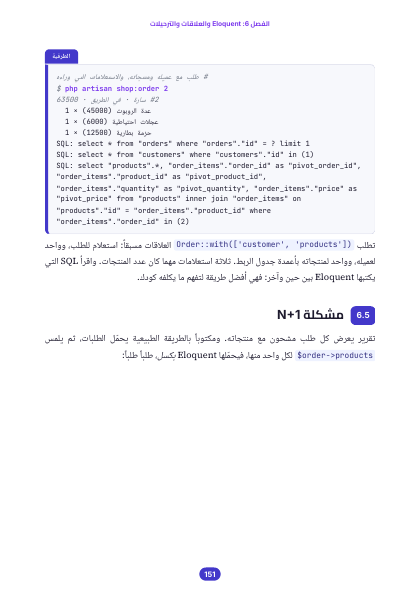 الفصل 6: Eloquent والعلاقات والترحيلات
الطرفية
# طلب مع عميله ومنتجاته، والاستعلامات التي وراءه
$ php artisan shop:order 2
#2 سارة · في الطريق · 63500
عدة الروبوت (45000) × 1
عجلات احتياطية (6000) × 1
حزمة بطارية (12500) × 1
SQL: select * from "orders" where "orders"."id" = ? limit 1
SQL: select * from "customers" where "customers"."id" in (1)
SQL: select "products".*, "order_items"."order_id" as "pivot_order_id",
"order_items"."product_id" as "pivot_product_id",
"order_items"."quantity" as "pivot_quantity", "order_items"."price" as
"pivot_price" from "products" inner join "order_items" on
"products"."id" = "order_items"."product_id" where
"order_items"."order_id" in (2)
تطلب Order::with(['customer', 'products']) العلاقات مسبقاً: استعلام للطلب، وواحد
لعميله، وواحد لمنتجاته بأعمدة جدول الربط. ثلاثة استعلامات مهما كان عدد المنتجات. واقرأ SQL التي
يكتبها Eloquent بين حين وآخر: فهي أفضل طريقة لتفهم ما يكلفه كودك.
6.5 مشكلة N+1
تقرير يعرض كل طلب مشحون مع منتجاته. ومكتوباً بالطريقة الطبيعية يحمّل الطلبات، ثم يلمس
$order->products لكل واحد منها، فيحمّلها Eloquent بكسل، طلباً طلباً:
151